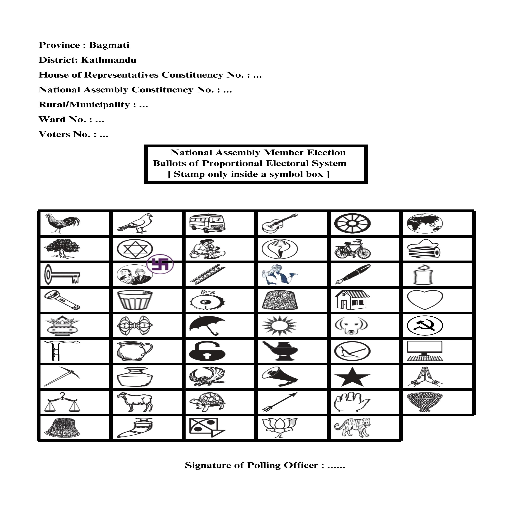 Province : Bagmati
District: Kathmandu
House of Representatives Constituency No. : ...
National Assembly Constituency No. : ...
Rural/Municipality : ...
Ward No. : ...
Voters No. : ...
National Assembly Member Election
Ballots of Proportional Electoral System
[ Stamp only inside a symbol box ]
Signature of Polling Officer : ......